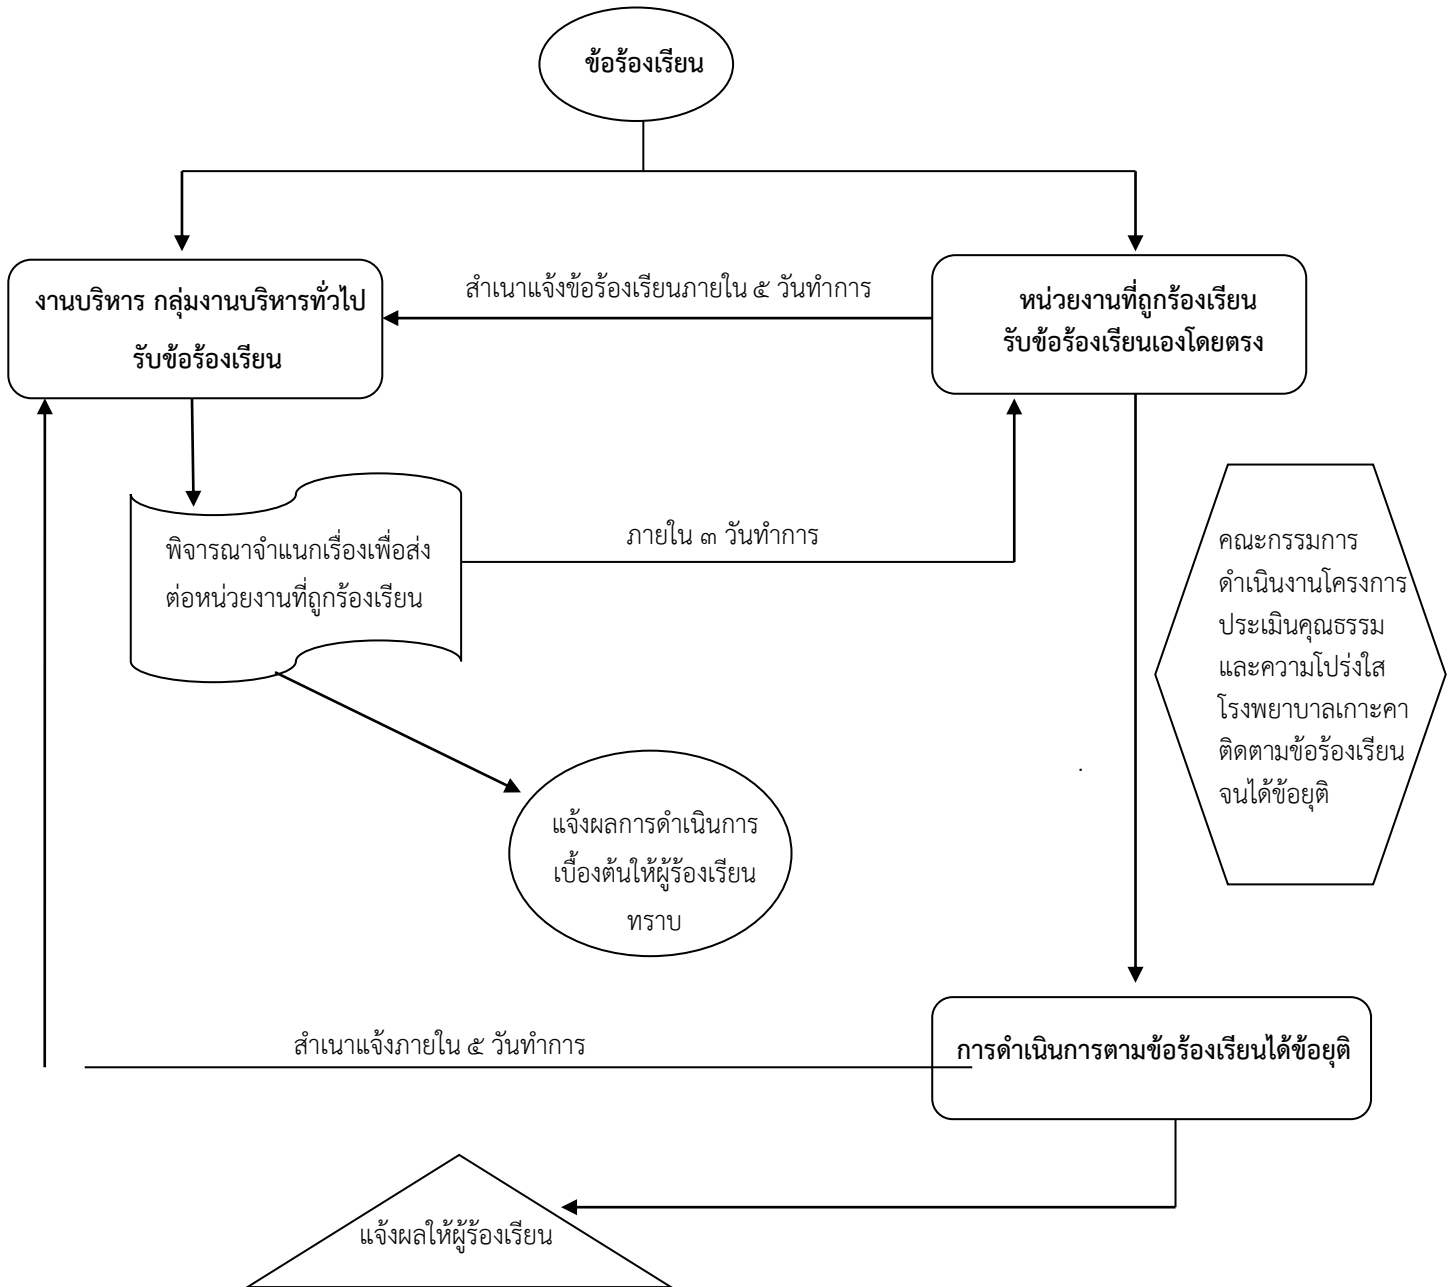 ข้อร้องเรียน
งานบริหาร กลุ่มงานบริหารทั่วไป
รับข้อร้องเรียน
สำเนาแจ้งข้อร้องเรียนภายใน ๕ วันทำการ
หน่วยงานที่ถูกร้องเรียน
รับข้อร้องเรียนเองโดยตรง
พิจารณาจำแนกเรื่องเพื่อส่ง
ต่อหน่วยงานที่ถูกร้องเรียน
ภายใน ๓ วันทำการ
คณะกรรมการ
ดำเนินงานโครงการ
ประเมินคุณธรรม
และความโปร่งใส
โรงพยาบาลเกาะคา
ติดตามข้อร้องเรียน
จนได้ข้อยุติ
แจ้งผลการดำเนินการ
เบื้องต้นให้ผู้ร้องเรียน
ทราบ
สำเนาแจ้งภายใน ๕ วันทำการ
การดำเนินการตามข้อร้องเรียนได้ข้อยุติ
แจ้งผลให้ผู้ร้องเรียน